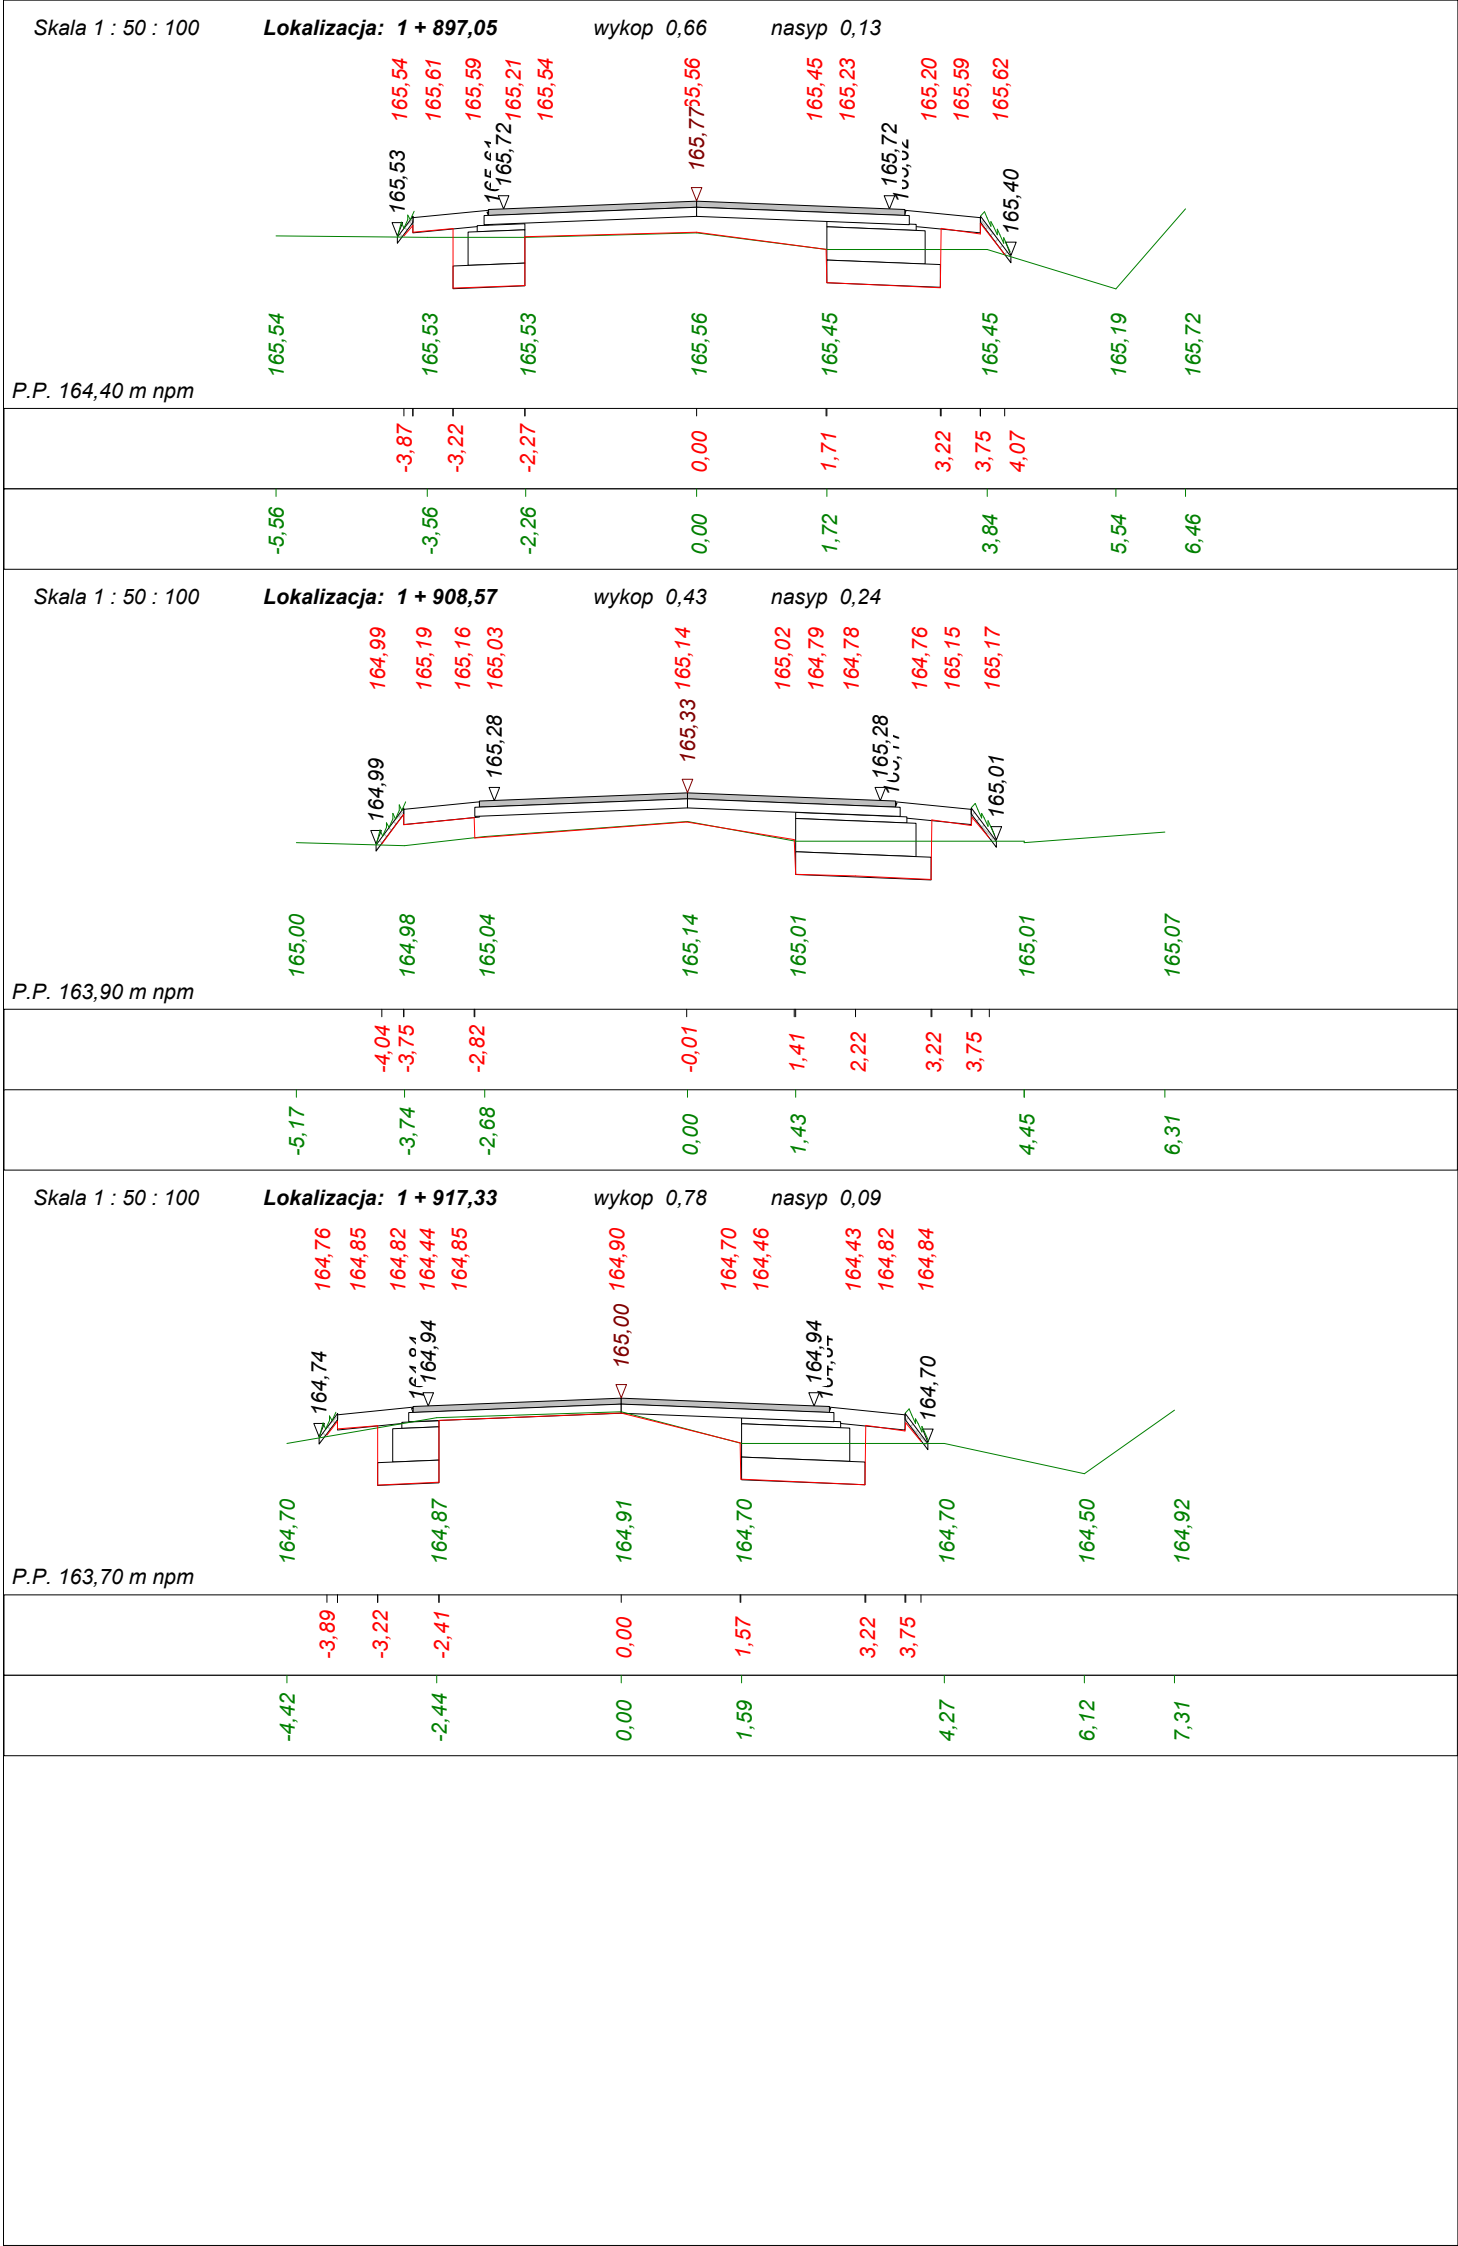 Skala 1 : 50 : 100 Lokalizacja: 1 + 897,05 wykop 0,66 nasyp 0,13
165,54 165,61 165,59 165,21 165,54 165,56 165,45 165,23 165,20 165,59 165,62
165,53 165,72 165,77 165,72 165,40
165,54 165,53 165,53 165,56 165,45 165,45 165,19 165,72
P.P. 164,40 m npm
-3,87 -3,22 -2,27 0,00 1,71 3,22 3,75 4,07
-5,56 -3,56 -2,26 0,00 1,72 3,84 5,54 6,46
Skala 1 : 50 : 100 Lokalizacja: 1 + 908,57 wykop 0,43 nasyp 0,24
164,99 165,19 165,16 165,03 165,14 165,02 164,79 164,78 164,76 165,15 165,17
164,99 165,28 165,33 165,28 165,01
165,00 164,98 165,04 165,14 165,01 165,01 165,07
P.P. 163,90 m npm
-4,04 -3,75 -2,82 -0,01 1,41 2,22 3,22 3,75
-5,17 -3,74 -2,68 0,00 1,43 4,45 6,31
Skala 1 : 50 : 100 Lokalizacja: 1 + 917,33 wykop 0,78 nasyp 0,09
164,76 164,85 164,82 164,44 164,85 164,90 164,70 164,46 164,43 164,82 164,84
164,74 164,94 165,00 164,94 164,70
164,70 164,87 164,91 164,70 164,70 164,50 164,92
P.P. 163,70 m npm
-3,89 -3,22 -2,41 0,00 1,57 3,22 3,75
-4,42 -2,44 0,00 1,59 4,27 6,12 7,31